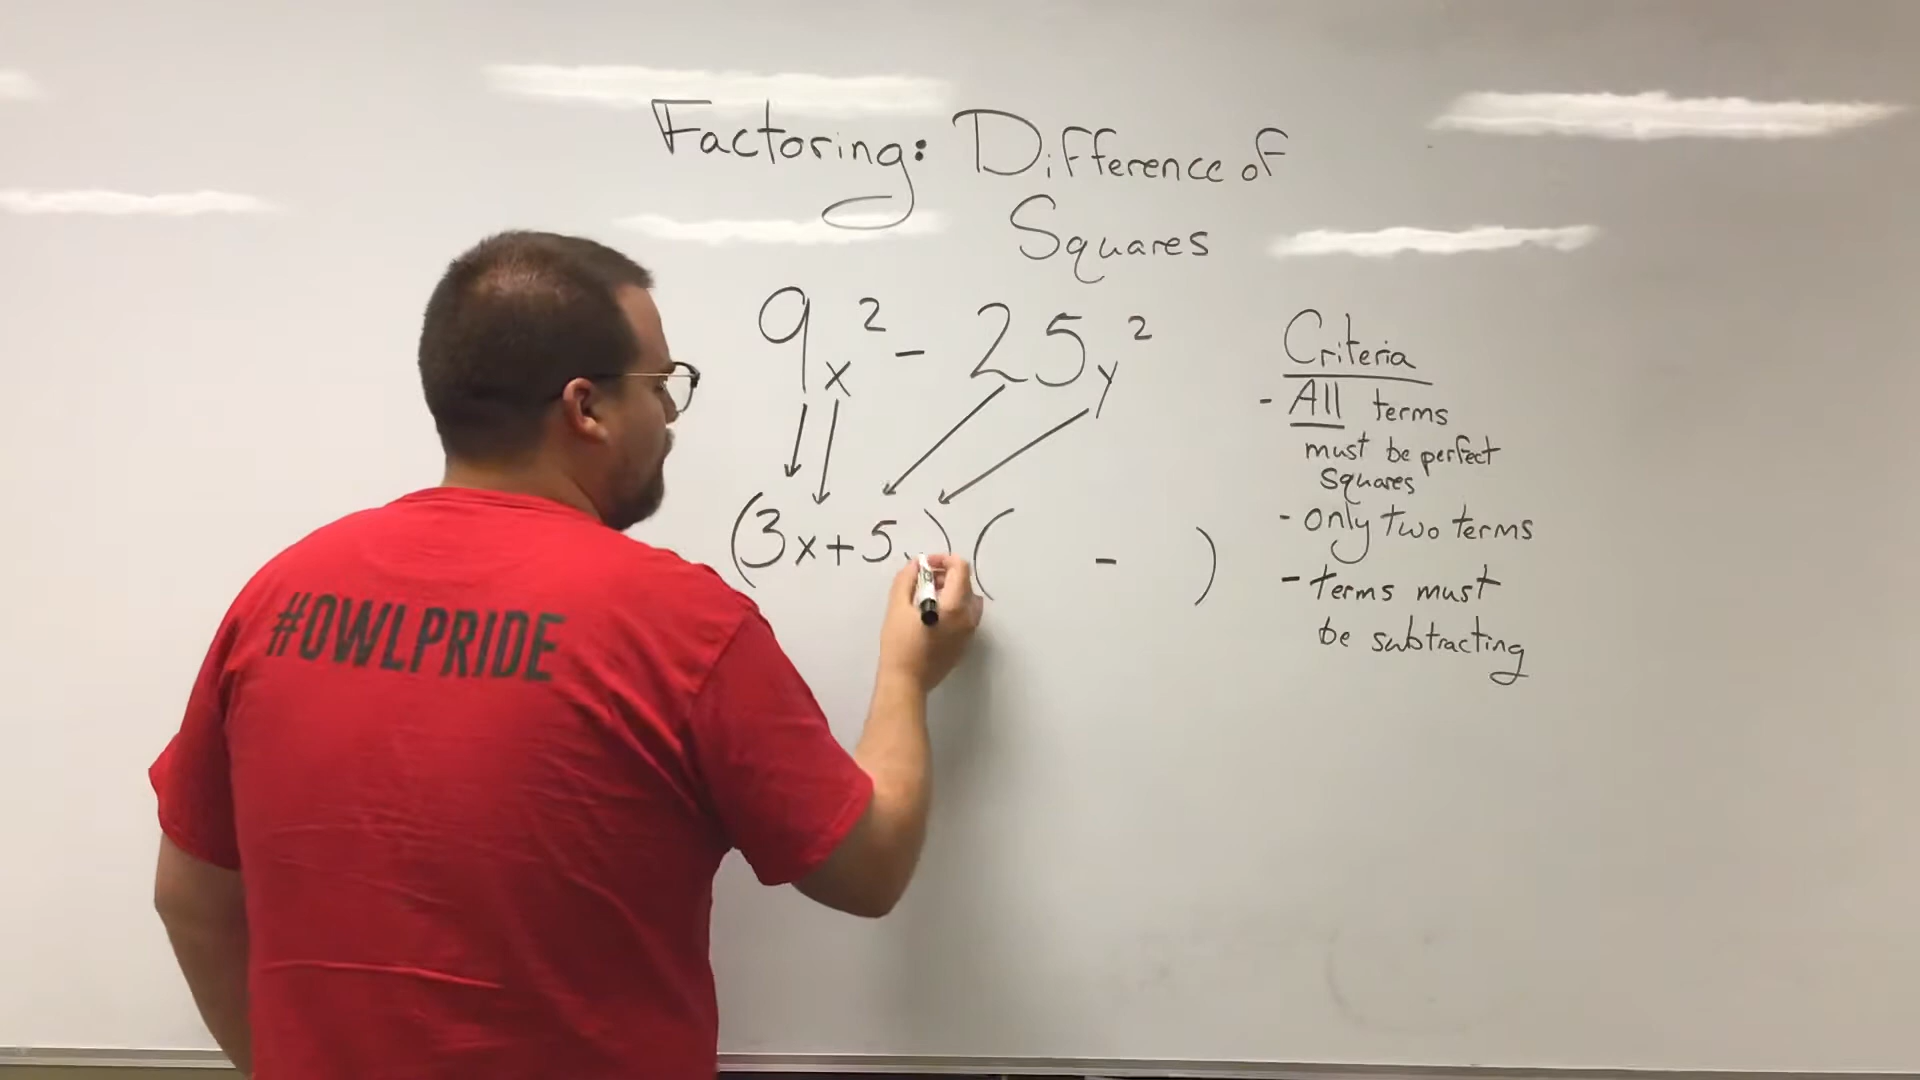 Factoring: Difference of
Squares
9x² - 25y²
(3x+5 ) ( - )
Criteria
- All terms
must be perfect
squares
- only two terms
- terms must
be subtracting
#OWLPRIDE